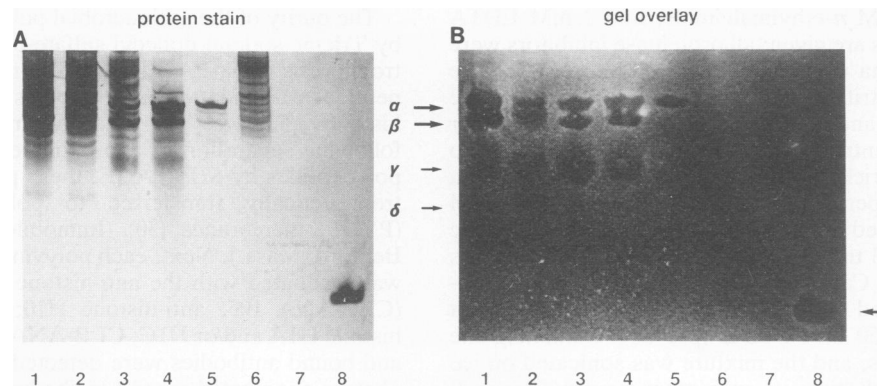 protein stain
gel overlay
A
B
α
β
γ
δ
1 2 3 4 5 6 7 8
1 2 3 4 5 6 7 8